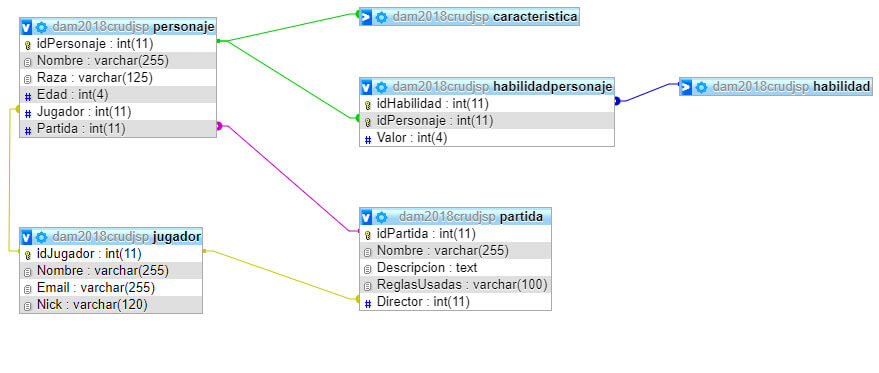 dam2018crudjsp personaje
idPersonaje : int(11)
Nombre : varchar(255)
Raza : varchar(125)
# Edad : int(4)
# Jugador : int(11)
# Partida : int(11)
dam2018crudjsp caracteristica
v dam2018crudjsp habilidadpersonaje
idHabilidad : int(11)
idPersonaje : int(11)
# Valor : int(4)
dam2018crudjsp habilidad
v dam2018crudjsp jugador
idJugador : int(11)
Nombre : varchar(255)
Email : varchar(255)
Nick : varchar(120)
v dam2018crudjsp partida
idPartida : int(11)
Nombre : varchar(255)
Descripcion : text
ReglasUsadas : varchar(100)
# Director : int(11)